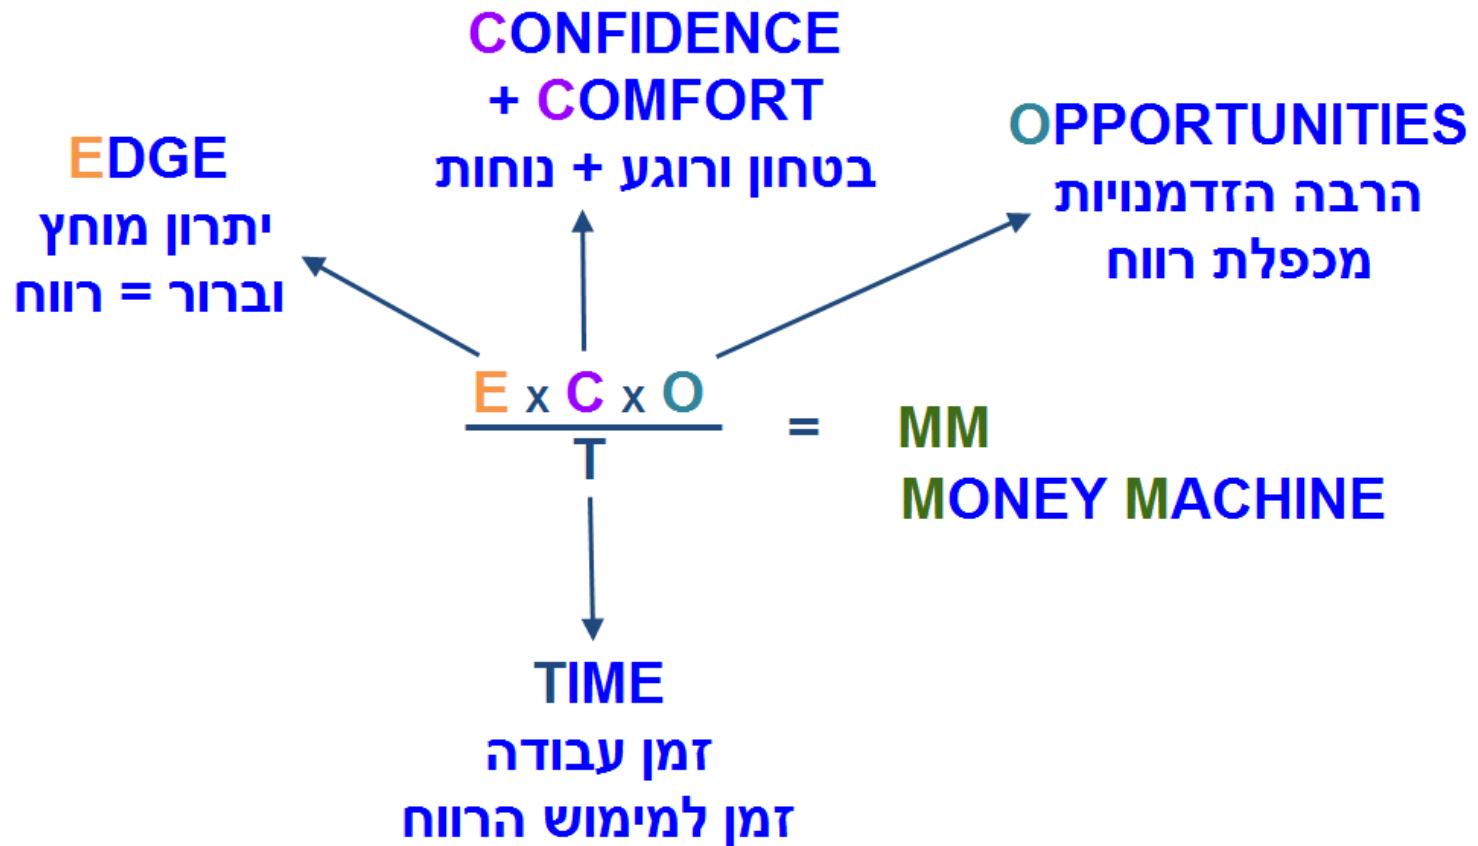 CONFIDENCE
+ COMFORT
בטחון ורוגע + נוחות
EDGE
יתרון מוחץ
וברור = רווח
OPPORTUNITIES
הרבה הזדמנויות
מכפלת רווח
E x C x O
T
=
MM
MONEY MACHINE
TIME
זמן עבודה
זמן למימוש הרווח